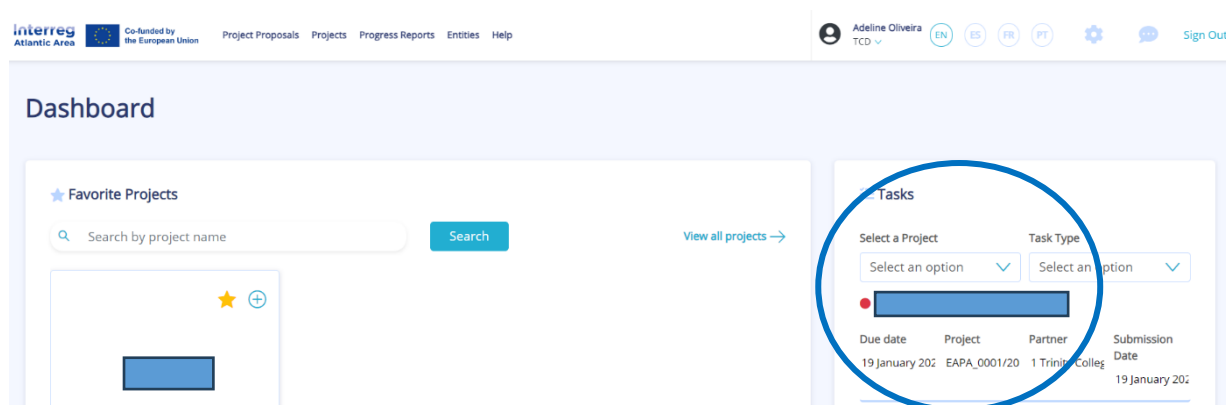 Interreg
Atlantic Area
Co-funded by
the European Union
Project Proposals Projects Progress Reports Entities Help
Adeline Oliveira
TCD
EN ES FR PT
Sign Out
Dashboard
Favorite Projects
Search by project name
Search
View all projects
Tasks
Select a Project Task Type
Select an option Select an option
Due date Project Partner Submission
Date
19 January 202 EAPA_0001/20 1 Trinity Colleg
19 January 202